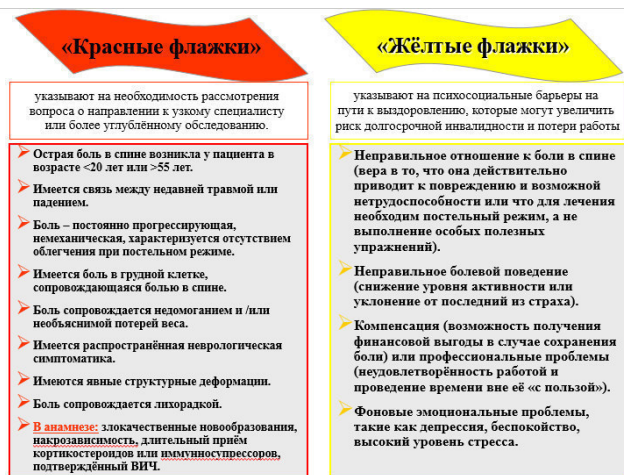 «Красные флажки»
указывают на необходимость рассмотрения
вопроса о направлении к узкому специалисту
или более углублённому обследованию.
➢ Острая боль в спине возникла у пациента в
возрасте <20 лет или >55 лет.
➢ Имеется связь между недавней травмой или
падением.
➢ Боль – постоянно прогрессирующая,
немеханическая, характеризуется отсутствием
облегчения при постельном режиме.
➢ Имеется боль в грудной клетке,
сопровождающаяся болью в спине.
➢ Боль сопровождается недомоганием и /или
необъяснимой потерей веса.
➢ Имеется распространённая неврологическая
симптоматика.
➢ Имеются явные структурные деформации.
➢ Боль сопровождается лихорадкой.
➢ В анамнезе: злокачественные новообразования,
накрозависимость, длительный приём
кортикостероидов или иммунносупрессоров,
подтверждённый ВИЧ.
«Жёлтые флажки»
указывают на психосоциальные барьеры на
пути к выздоровлению, которые могут увеличить
риск долгосрочной инвалидности и потери работы
➢ Неправильное отношение к боли в спине
(вера в то, что она действительно
приводит к повреждению и возможной
нетрудоспособности или что для лечения
необходим постельный режим, а не
выполнение особых полезных
упражнений).
➢ Неправильное болевой поведение
(снижение уровня активности или
уклонение от последний из страха).
➢ Компенсация (возможность получения
финансовой выгоды в случае сохранения
боли) или профессиональные проблемы
(неудовлетворённость работой и
проведение времени вне её «с пользой»).
➢ Фоновые эмоциональные проблемы,
такие как депрессия, беспокойство,
высокий уровень стресса.